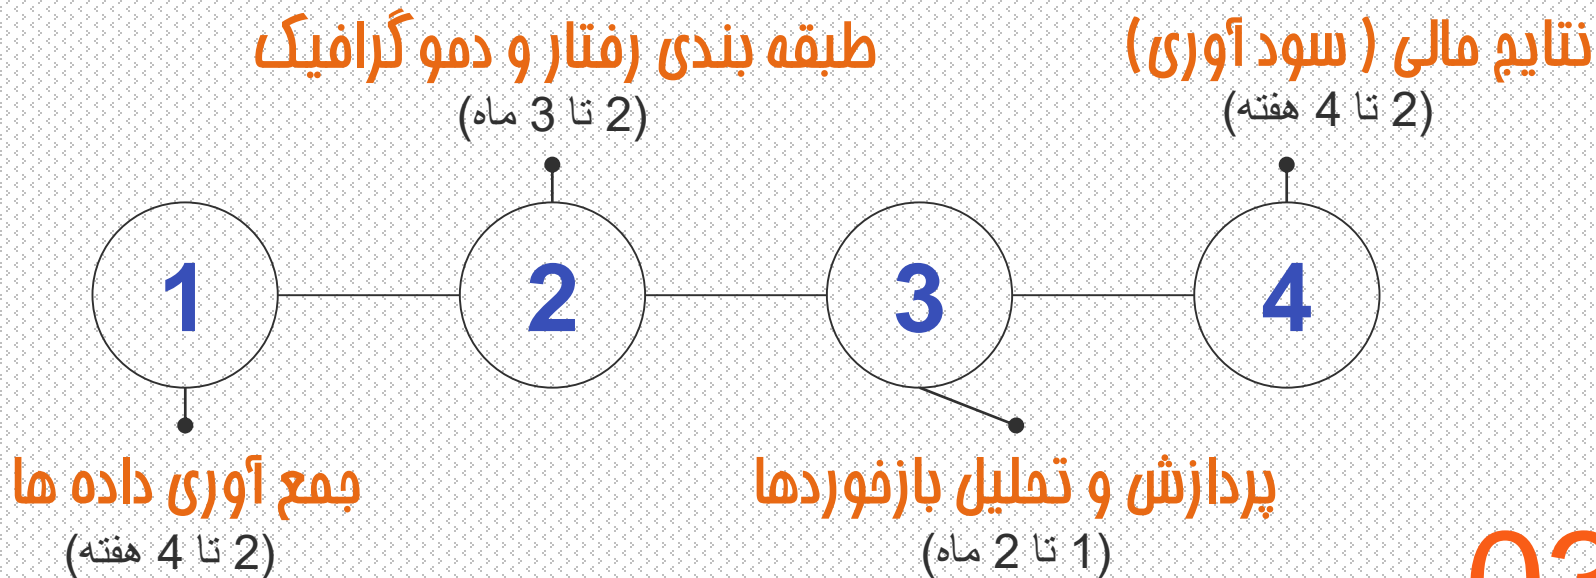 طبقه بندی رفتار و دمو گرافیک
(2 تا 3 ماه)
نتایج مالی ( سود آوری)
(2 تا 4 هفته)
1
2
3
4
جمع آوری داده ها
(2 تا 4 هفته)
پردازش و تحلیل بازخوردها
(1 تا 2 ماه)